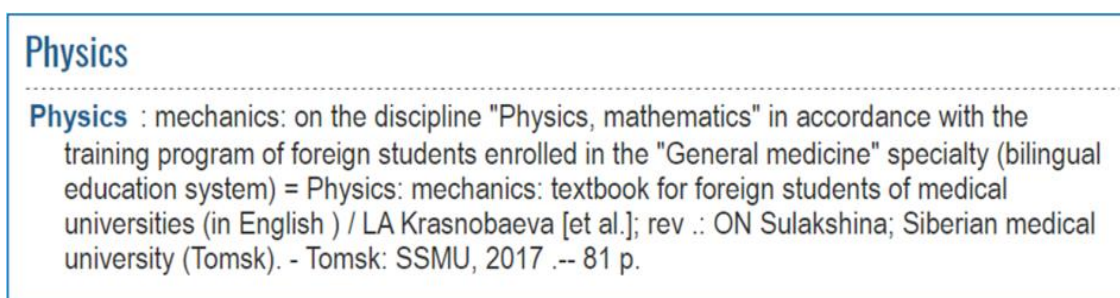 Physics
Physics : mechanics: on the discipline "Physics, mathematics" in accordance with the
training program of foreign students enrolled in the "General medicine" specialty (bilingual
education system) = Physics: mechanics: textbook for foreign students of medical
universities (in English ) / LA Krasnobaeva [et al.]; rev .: ON Sulakshina; Siberian medical
university (Tomsk). - Tomsk: SSMU, 2017 .-- 81 p.